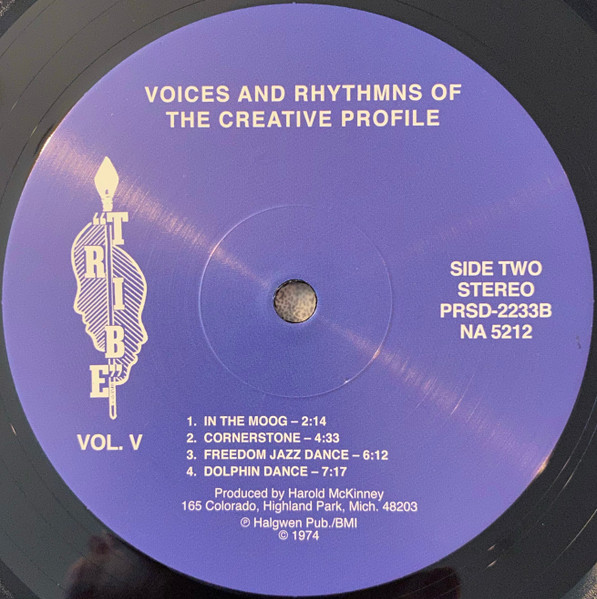 VOICES AND RHYTHMNS OF
THE CREATIVE PROFILE
"TRIBE"
VOL. V
SIDE TWO
STEREO
PRSD-2233B
NA 5212
1. IN THE MOOG – 2:14
2. CORNERSTONE – 4:33
3. FREEDOM JAZZ DANCE – 6:12
4. DOLPHIN DANCE – 7:17
Produced by Harold McKinney
165 Colorado, Highland Park, Mich. 48203
℗ Halgwen Pub./BMI
© 1974